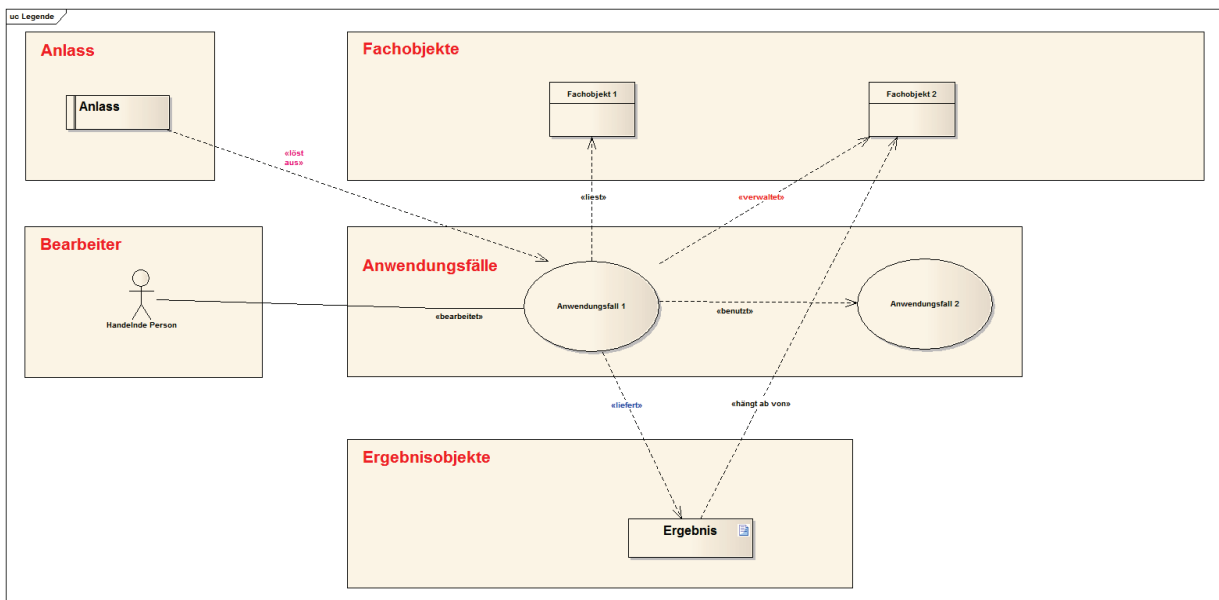 uc Legende
Anlass
Anlass
Fachobjekte
Fachobjekt 1
Fachobjekt 2
«löst
aus»
«liest»
«verwaltet»
Bearbeiter
Handelnde Person
Anwendungsfälle
Anwendungsfall 1
Anwendungsfall 2
«bearbeitet»
«benutzt»
«liefert»
«hängt ab von»
Ergebnisobjekte
Ergebnis